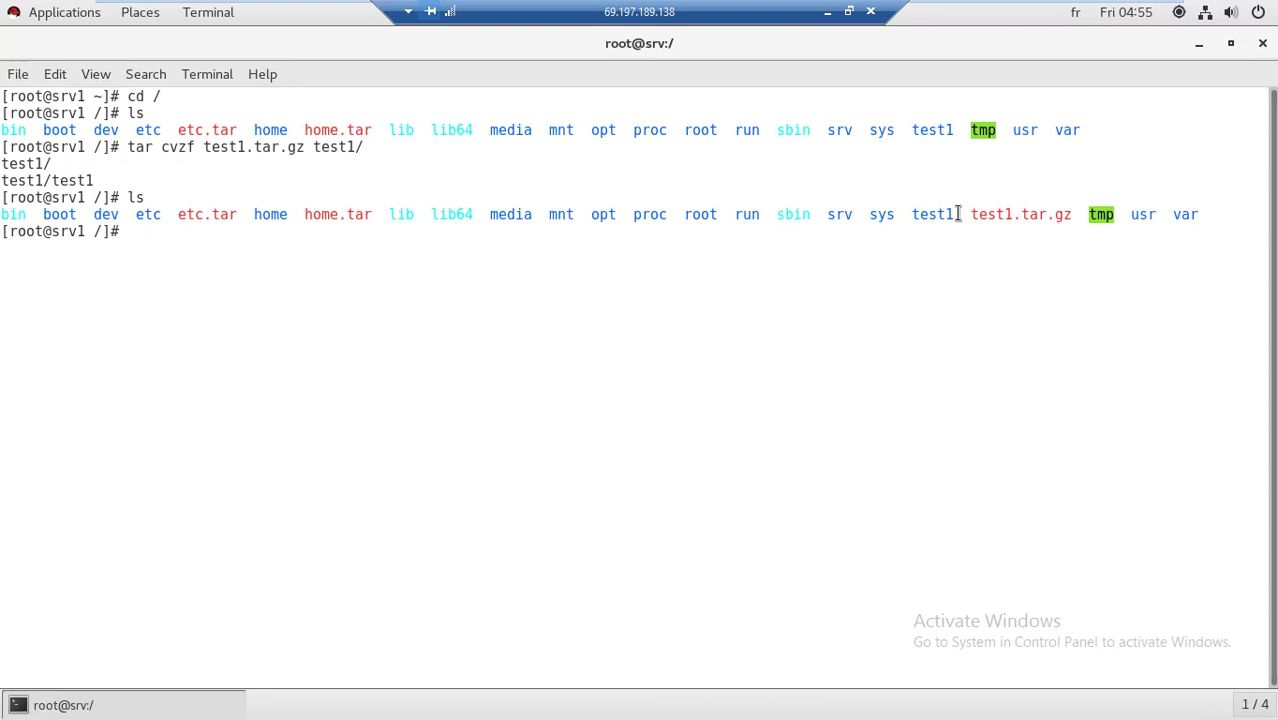 Applications Places Terminal 69.197.189.138 fr Fri 04:55
root@srv:/
File Edit View Search Terminal Help
[root@srv1 ~]# cd /
[root@srv1 /]# ls
bin boot dev etc etc.tar home home.tar lib lib64 media mnt opt proc root run sbin srv sys test1 tmp usr var
[root@srv1 /]# tar cvzf test1.tar.gz test1/
test1/
test1/test1
[root@srv1 /]# ls
bin boot dev etc etc.tar home home.tar lib lib64 media mnt opt proc root run sbin srv sys test1 test1.tar.gz tmp usr var
[root@srv1 /]#
Activate Windows
Go to System in Control Panel to activate Windows.
root@srv:/ 1 / 4